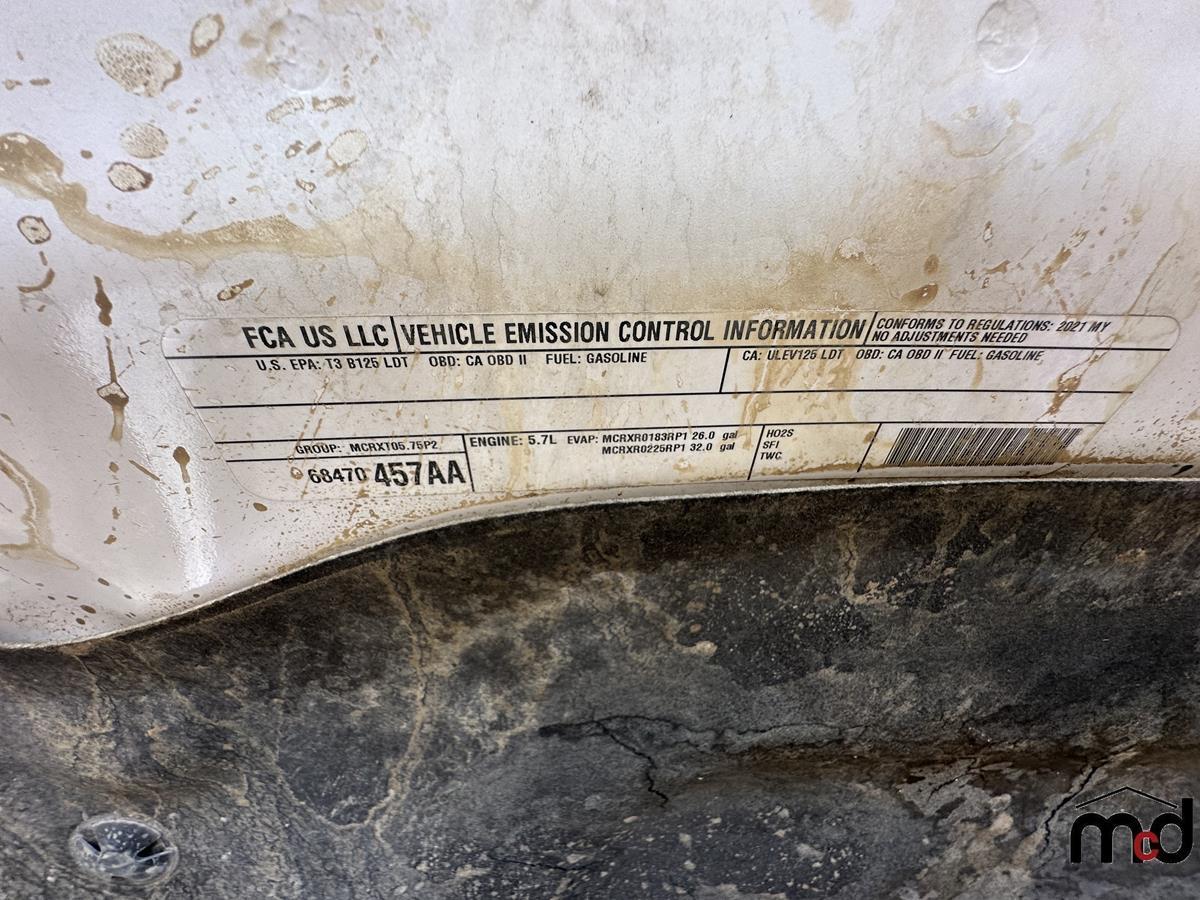 FCA US LLC VEHICLE EMISSION CONTROL INFORMATION CONFORMS TO REGULATIONS: 2021 MY
NO ADJUSTMENTS NEEDED
U.S. EPA: T3 B125 LDT OBD: CA OBD II FUEL: GASOLINE CA: ULEV125 LDT OBD: CA OBD II FUEL: GASOLINE
GROUP: MCRXT05.75P2 ENGINE: 5.7L EVAP: MCRXR0183RP1 26.0 gal HO2S
MCRXR0225RP1 32.0 gal SFI
TWC
68470 457AA
mcd